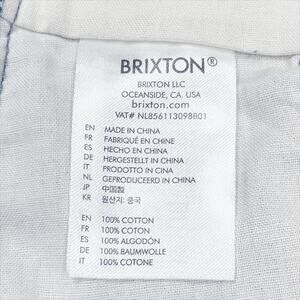 BRIXTON®
BRIXTON LLC
OCEANSIDE, CA. USA
brixton.com
VAT# NL856113098B01
EN MADE IN CHINA
FR FABRIQUÉ EN CHINE
ES HECHO EN CHINA
DE HERGESTELLT IN CHINA
IT PRODOTTO IN CINA
NL GEPRODUCEERD IN CHINA
JP 中国製
KR 원산지: 중국
EN 100% COTTON
FR 100% COTON
ES 100% ALGODÓN
DE 100% BAUMWOLLE
IT 100% COTONE